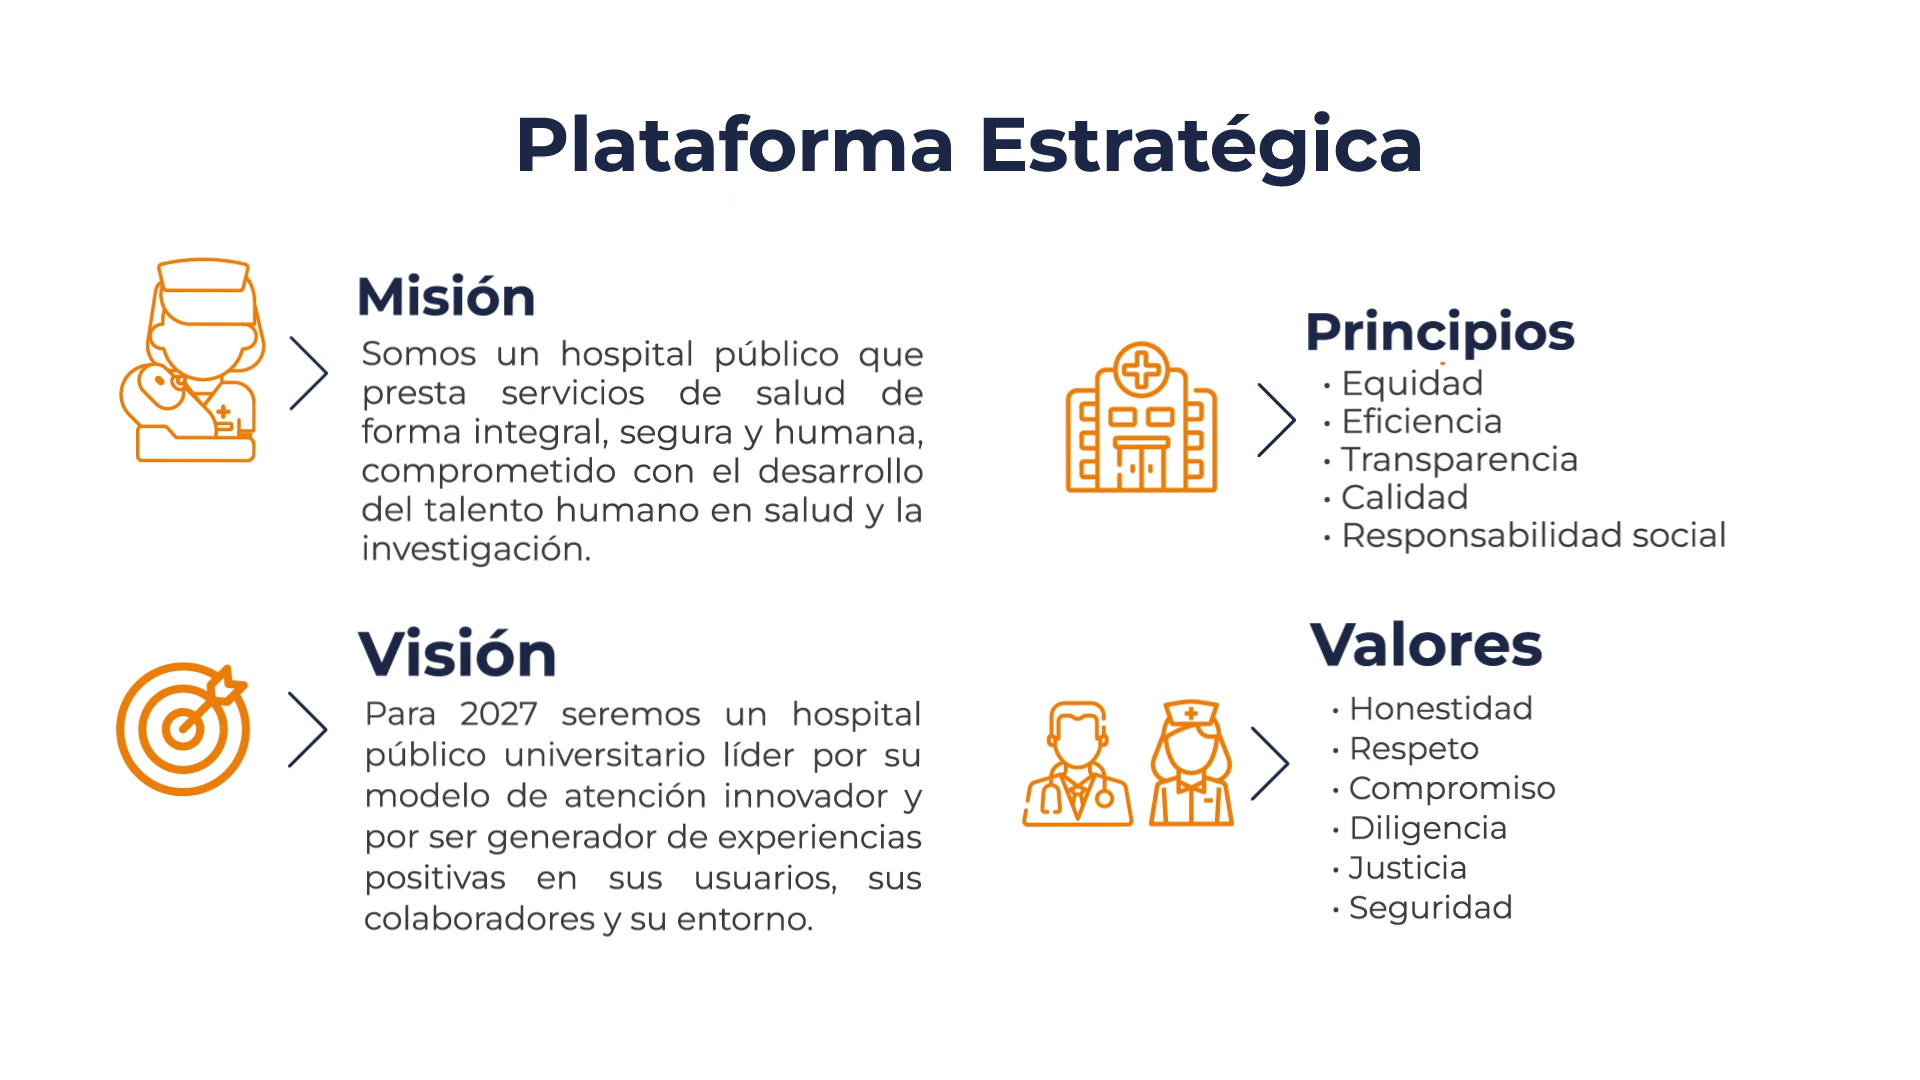 Plataforma Estratégica
Misión
Somos un hospital público que
presta servicios de salud de
forma integral, segura y humana,
comprometido con el desarrollo
del talento humano en salud y la
investigación.
Visión
Para 2027 seremos un hospital
público universitario líder por su
modelo de atención innovador y
por ser generador de experiencias
positivas en sus usuarios, sus
colaboradores y su entorno.
Principios
• Equidad
• Eficiencia
• Transparencia
• Calidad
• Responsabilidad social
Valores
• Honestidad
• Respeto
• Compromiso
• Diligencia
• Justicia
• Seguridad